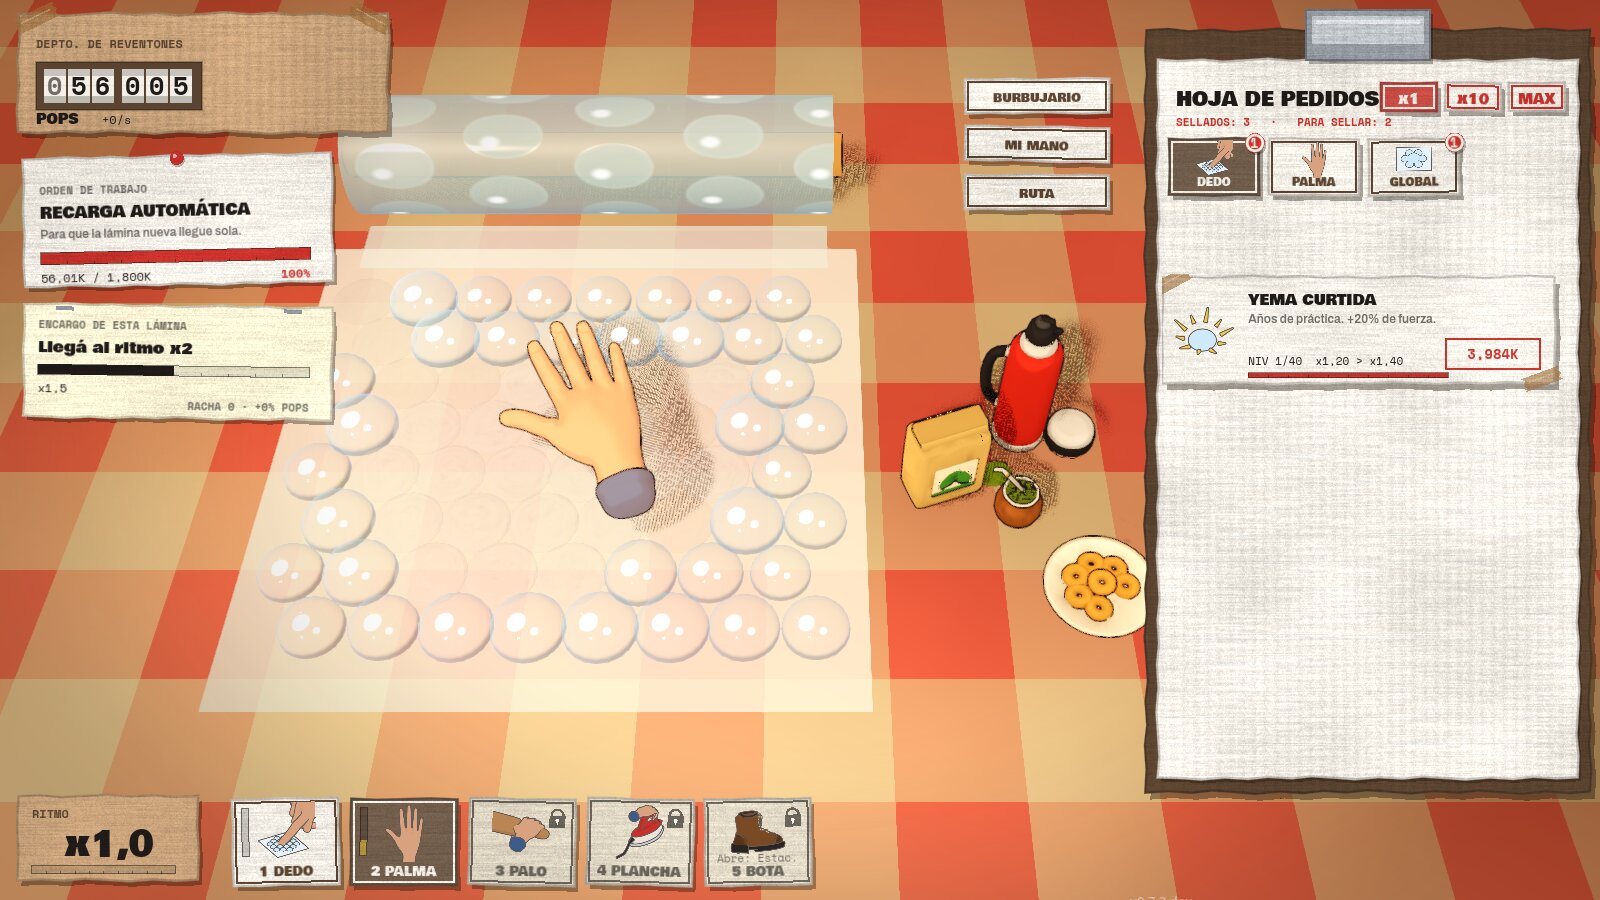 DEPTO. DE REVENTONES
056005
POPS +0/s
ORDEN DE TRABAJO
RECARGA AUTOMÁTICA
Para que la lámina nueva llegue sola.
56,01K / 1,800K 100%
ENCARGO DE ESTA LÁMINA
Llegá al ritmo x2
x1,5
RACHA 0 · +0% POPS
BURBUJARIO
MI MANO
RUTA
HOJA DE PEDIDOS x1 x10 MAX
SELLADOS: 3 · PARA SELLAR: 2
1 1
DEDO PALMA GLOBAL
YEMA CURTIDA
Años de práctica. +20% de fuerza.
NIV 1/40 x1,20 > x1,40
3,984K
RITMO
x1,0
1 DEDO
2 PALMA
3 PALO
4 PLANCHA
Abre: Estac.
5 BOTA